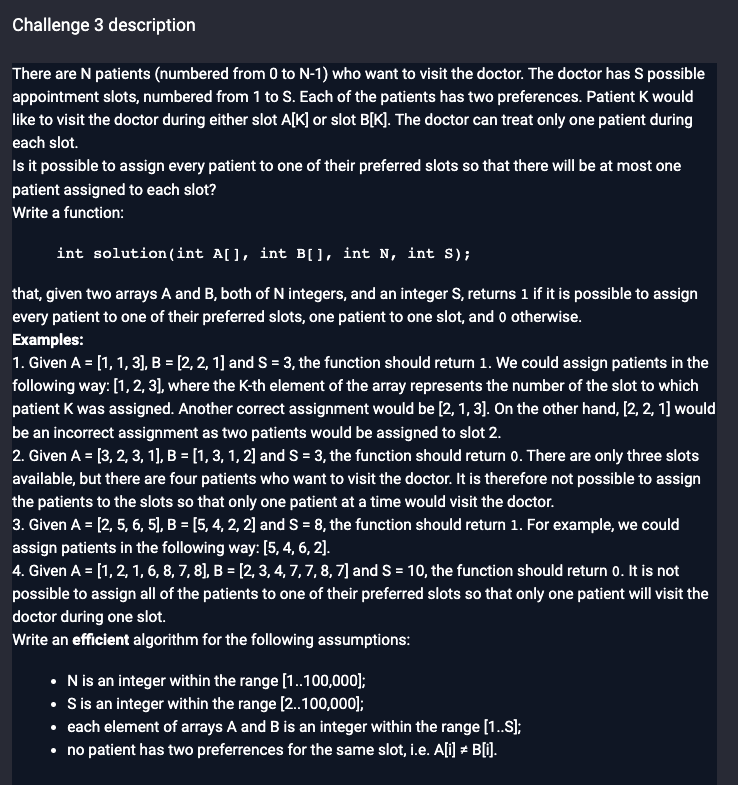 Challenge 3 description
There are N patients (numbered from 0 to N-1) who want to visit the doctor. The doctor has S possible
appointment slots, numbered from 1 to S. Each of the patients has two preferences. Patient K would
like to visit the doctor during either slot A[K] or slot B[K]. The doctor can treat only one patient during
each slot.
Is it possible to assign every patient to one of their preferred slots so that there will be at most one
patient assigned to each slot?
Write a function:
int solution(int A[], int B[], int N, int S);
that, given two arrays A and B, both of N integers, and an integer S, returns 1 if it is possible to assign
every patient to one of their preferred slots, one patient to one slot, and 0 otherwise.
Examples:
1. Given A = [1, 1, 3], B = [2, 2, 1] and S = 3, the function should return 1. We could assign patients in the
following way: [1, 2, 3], where the K-th element of the array represents the number of the slot to which
patient K was assigned. Another correct assignment would be [2, 1, 3]. On the other hand, [2, 2, 1] would
be an incorrect assignment as two patients would be assigned to slot 2.
2. Given A = [3, 2, 3, 1], B = [1, 3, 1, 2] and S = 3, the function should return 0. There are only three slots
available, but there are four patients who want to visit the doctor. It is therefore not possible to assign
the patients to the slots so that only one patient at a time would visit the doctor.
3. Given A = [2, 5, 6, 5], B = [5, 4, 2, 2] and S = 8, the function should return 1. For example, we could
assign patients in the following way: [5, 4, 6, 2].
4. Given A = [1, 2, 1, 6, 8, 7, 8], B = [2, 3, 4, 7, 7, 8, 7] and S = 10, the function should return 0. It is not
possible to assign all of the patients to one of their preferred slots so that only one patient will visit the
doctor during one slot.
Write an efficient algorithm for the following assumptions:
• N is an integer within the range [1..100,000];
• S is an integer within the range [2..100,000];
• each element of arrays A and B is an integer within the range [1..S];
• no patient has two preferrences for the same slot, i.e. A[i] ≠ B[i].